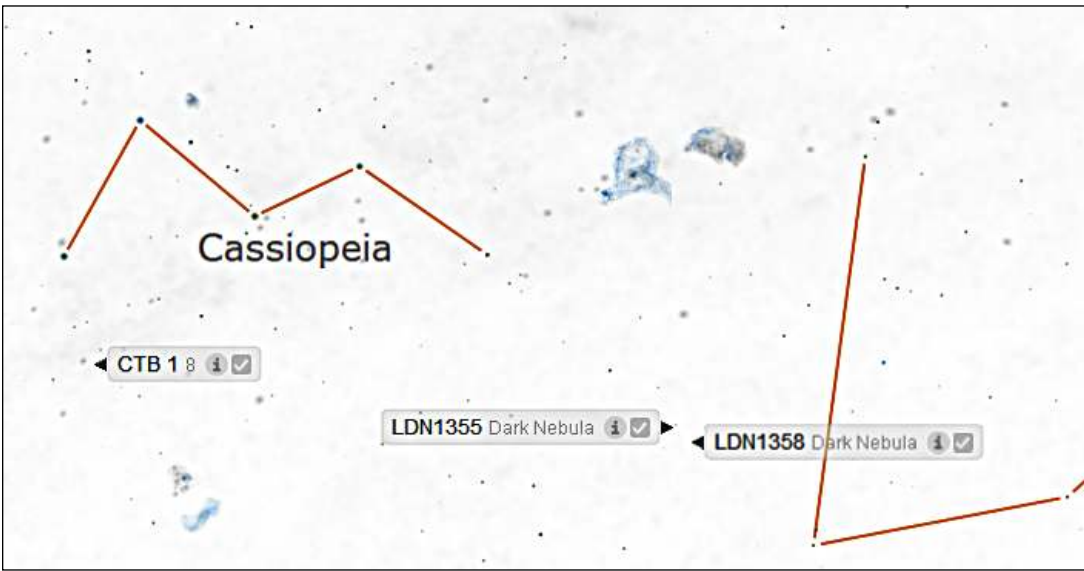 Cassiopeia
CTB 1 8
LDN1355 Dark Nebula
LDN1358 Dark Nebula